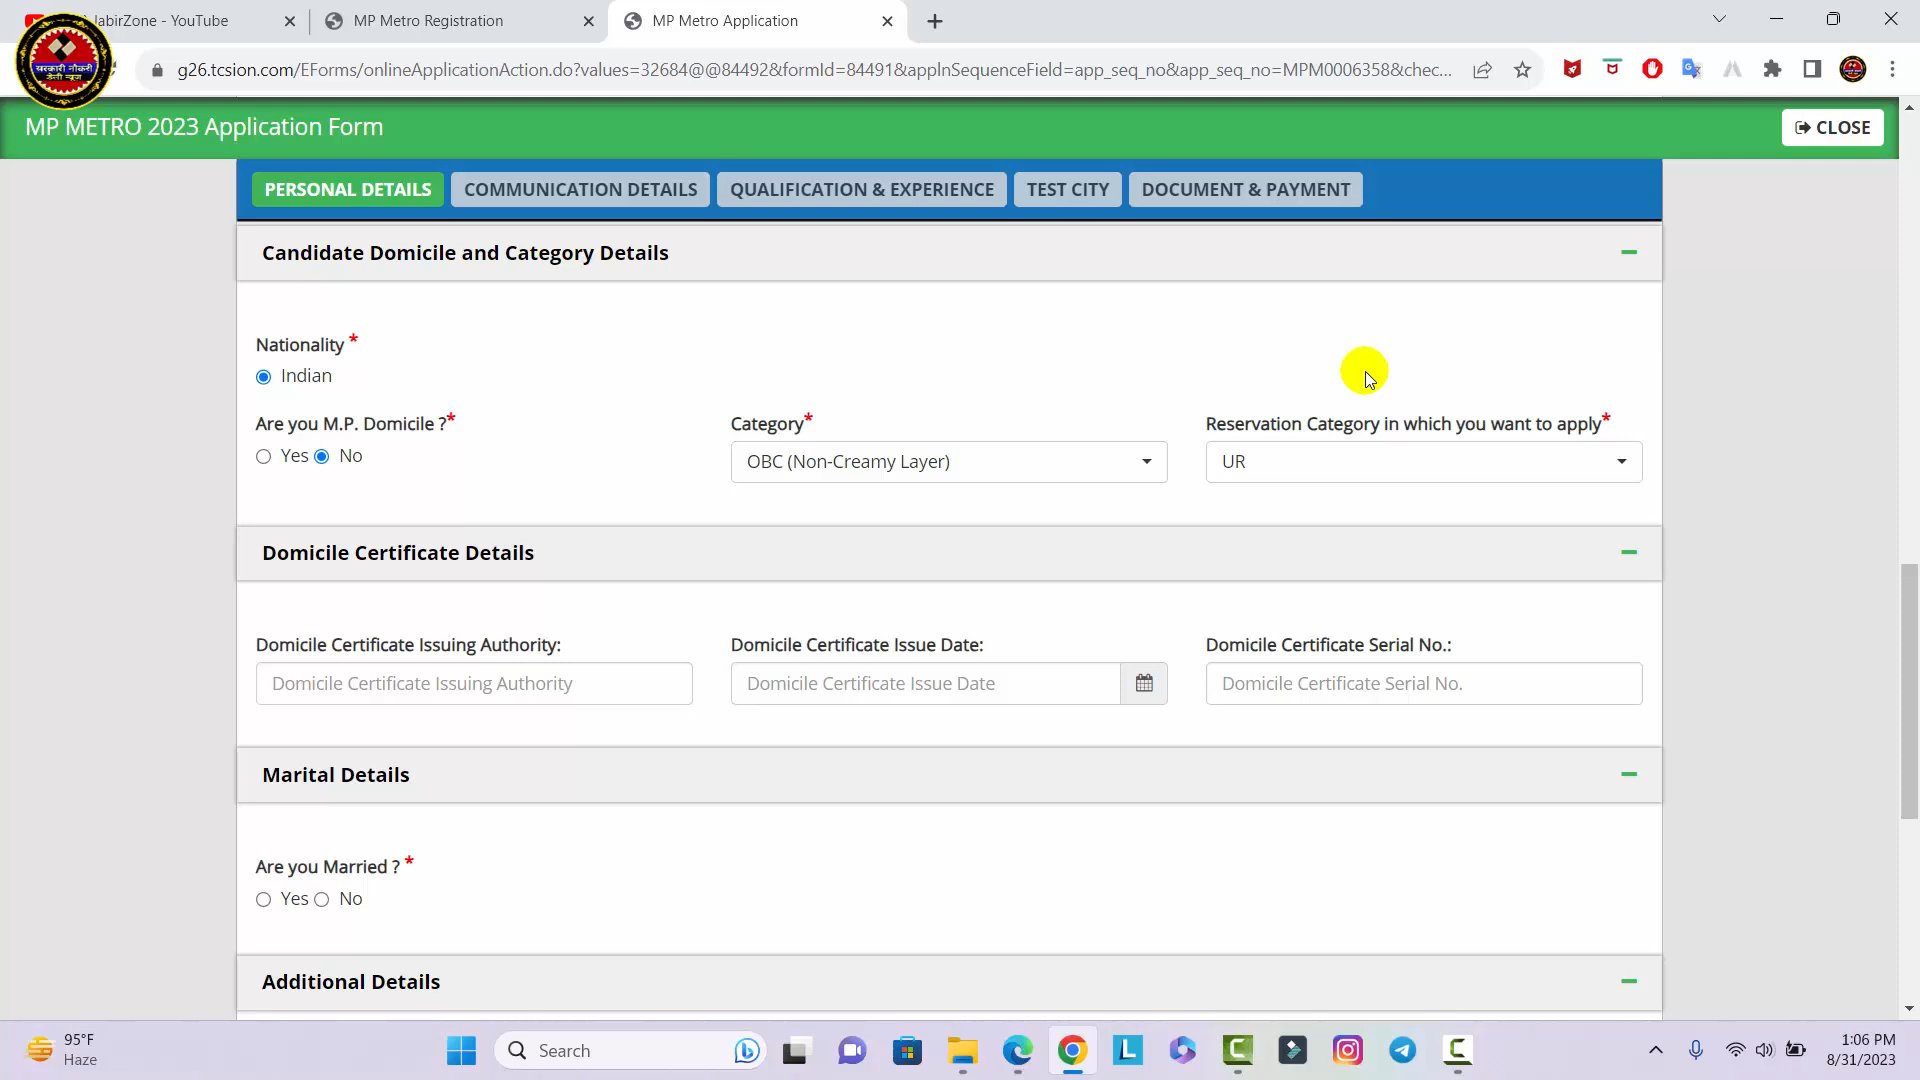 JabirZone - YouTube
MP Metro Registration
MP Metro Application
सरकारी नौकरी
डेली न्यूज
g26.tcsion.com/EForms/onlineApplicationAction.do?values=32684@@84492&formId=84491&applnSequenceField=app_seq_no&app_seq_no=MPM0006358&chec...
MP METRO 2023 Application Form
CLOSE
PERSONAL DETAILS
COMMUNICATION DETAILS
QUALIFICATION & EXPERIENCE
TEST CITY
DOCUMENT & PAYMENT
Candidate Domicile and Category Details
Nationality *
Indian
Are you M.P. Domicile ?*
Category*
Reservation Category in which you want to apply*
Yes No
OBC (Non-Creamy Layer)
UR
Domicile Certificate Details
Domicile Certificate Issuing Authority:
Domicile Certificate Issue Date:
Domicile Certificate Serial No.:
Domicile Certificate Issuing Authority
Domicile Certificate Issue Date
Domicile Certificate Serial No.
Marital Details
Are you Married ? *
Yes No
Additional Details
95°F
Haze
Search
1:06 PM
8/31/2023